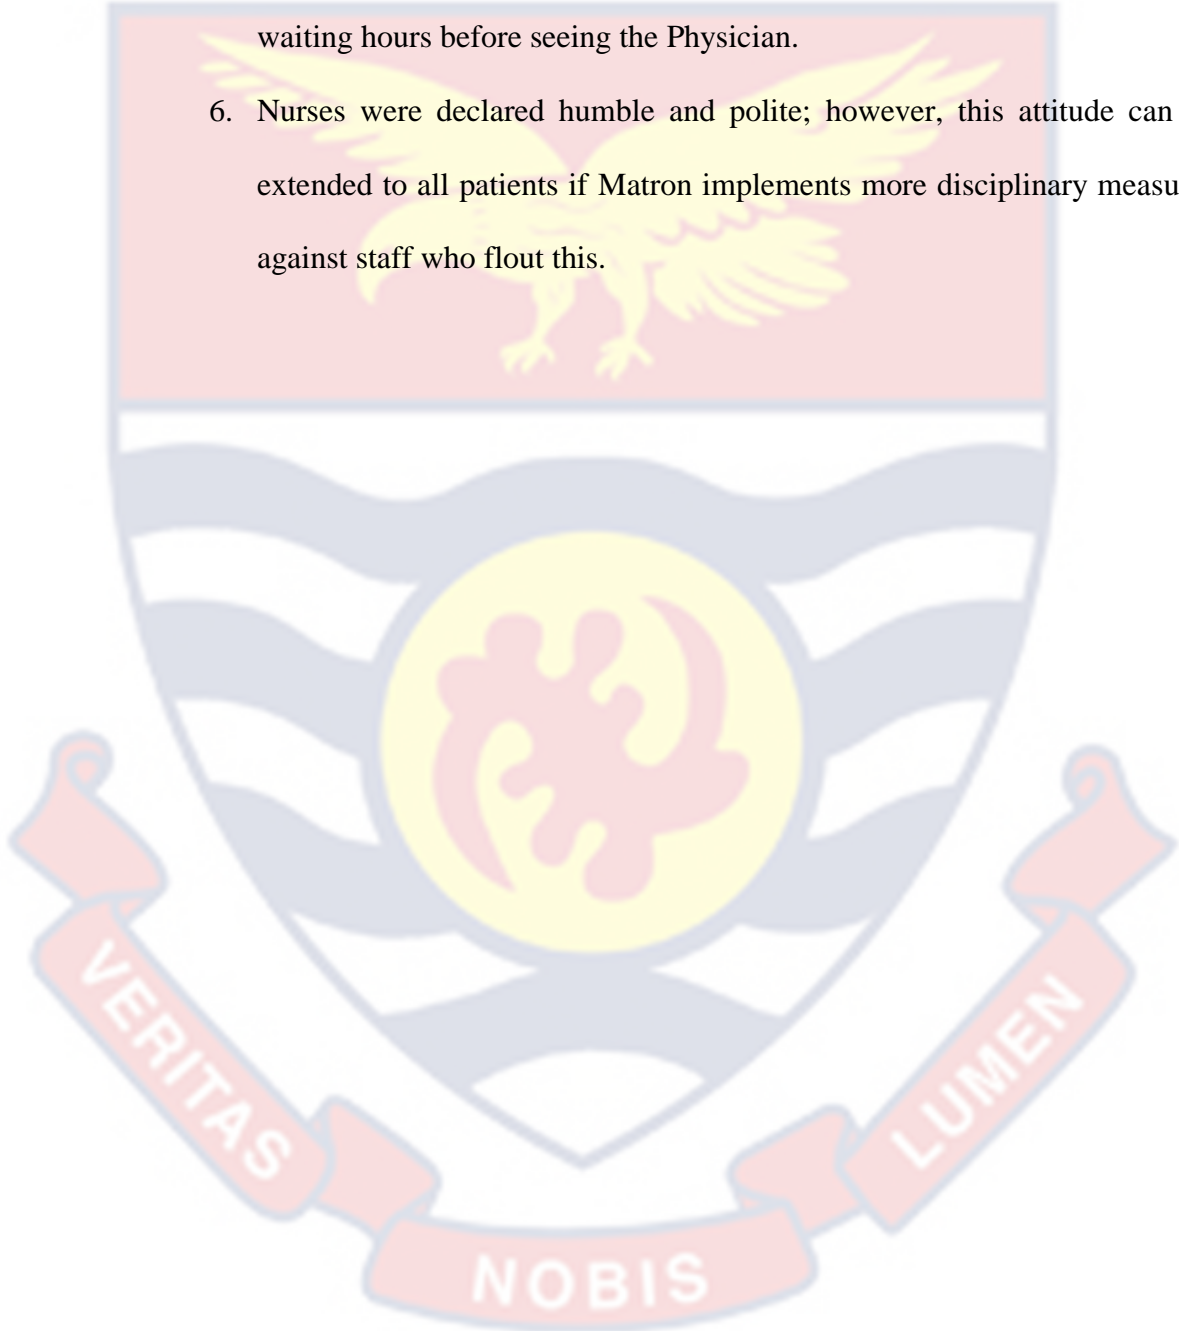 waiting hours before seeing the Physician.
6. Nurses were declared humble and polite; however, this attitude can
extended to all patients if Matron implements more disciplinary measu
against staff who flout this.
VERITAS
NOBIS
LUMEN